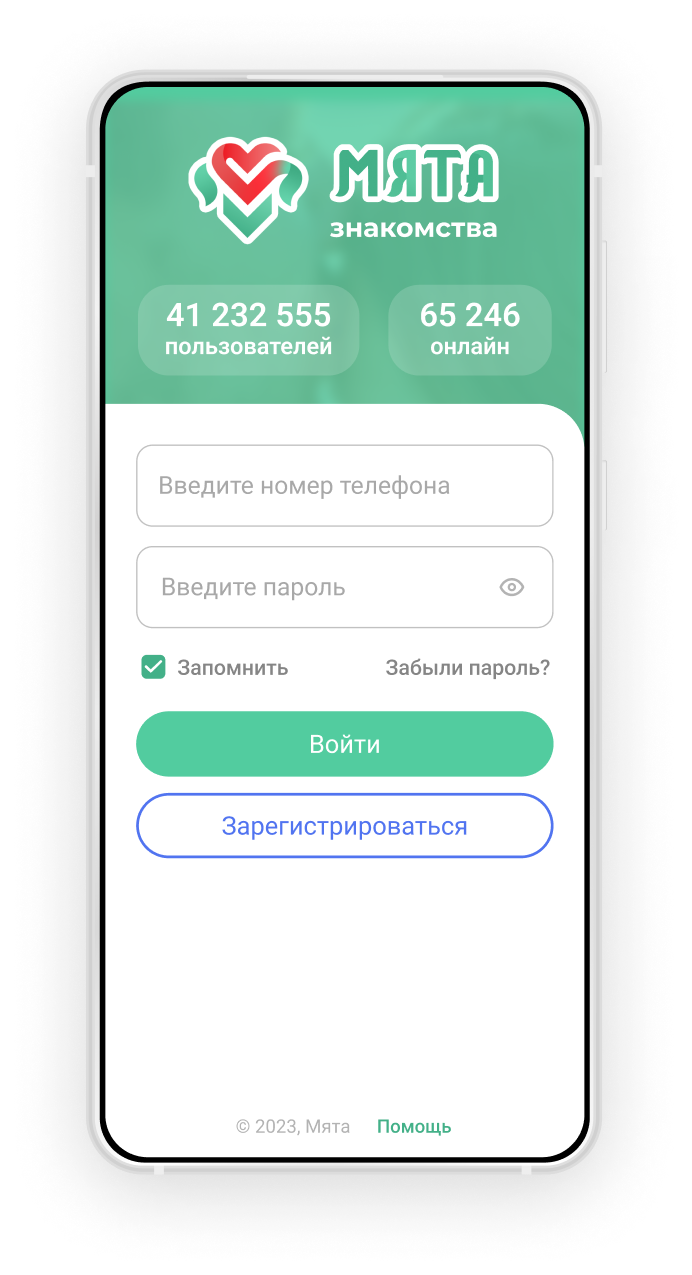 МЯТА
знакомства
41 232 555
пользователей
65 246
онлайн
Введите номер телефона
Введите пароль
Запомнить
Забыли пароль?
Войти
Зарегистрироваться
© 2023, Мята
Помощь